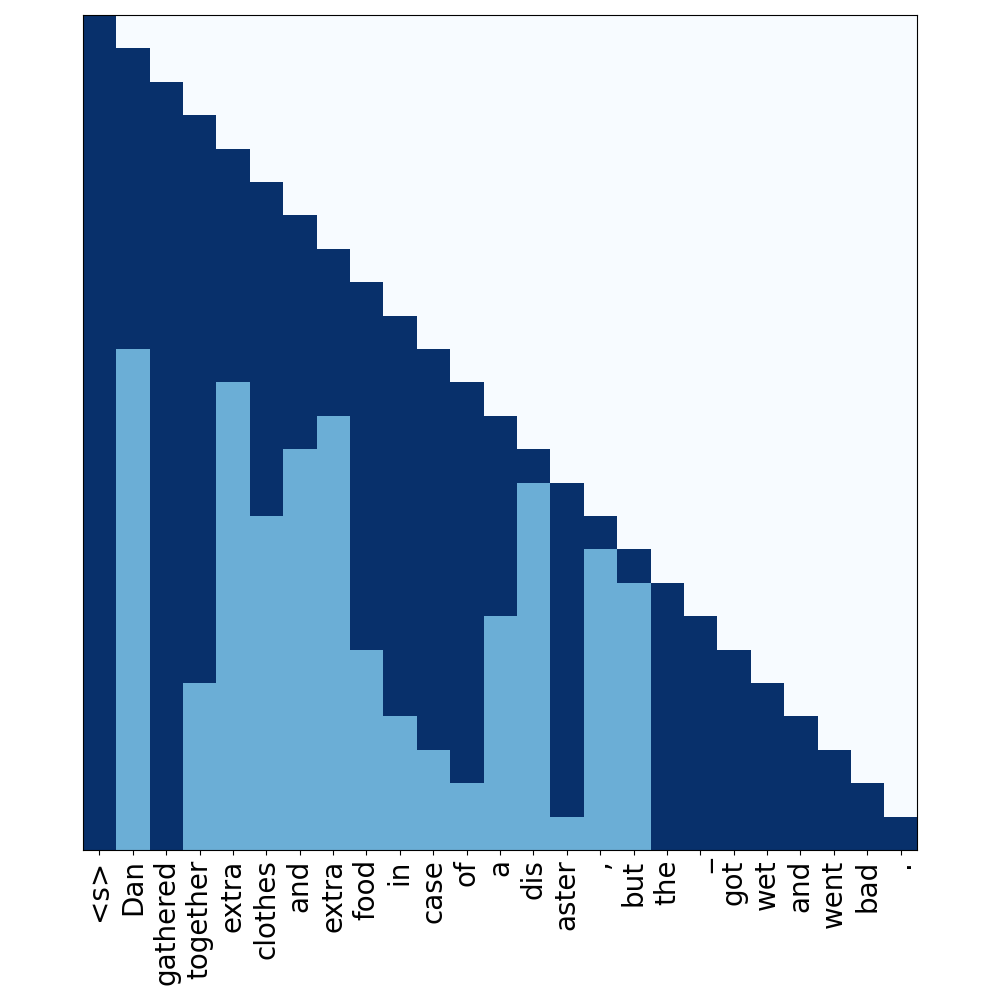 <s>
Dan
gathered
together
extra
clothes
and
extra
food
in
case
of
a
dis
aster
,
but
the
_
got
wet
and
went
bad
.